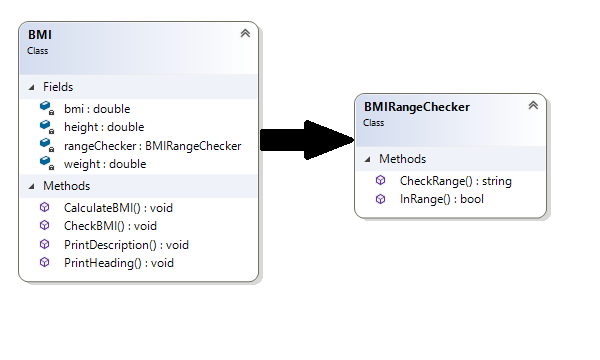 BMI
Class
Fields
bmi : double
height : double
rangeChecker : BMIRangeChecker
weight : double
Methods
CalculateBMI() : void
CheckBMI() : void
PrintDescription() : void
PrintHeading() : void
BMIRangeChecker
Class
Methods
CheckRange() : string
InRange() : bool